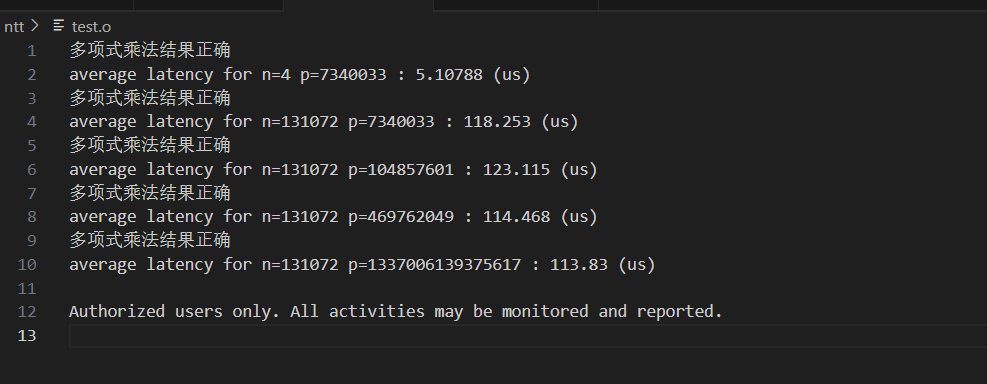 ntt > test.o
1 多项式乘法结果正确
2 average latency for n=4 p=7340033 : 5.10788 (us)
3 多项式乘法结果正确
4 average latency for n=131072 p=7340033 : 118.253 (us)
5 多项式乘法结果正确
6 average latency for n=131072 p=104857601 : 123.115 (us)
7 多项式乘法结果正确
8 average latency for n=131072 p=469762049 : 114.468 (us)
9 多项式乘法结果正确
10 average latency for n=131072 p=1337006139375617 : 113.83 (us)
11
12 Authorized users only. All activities may be monitored and reported.
13